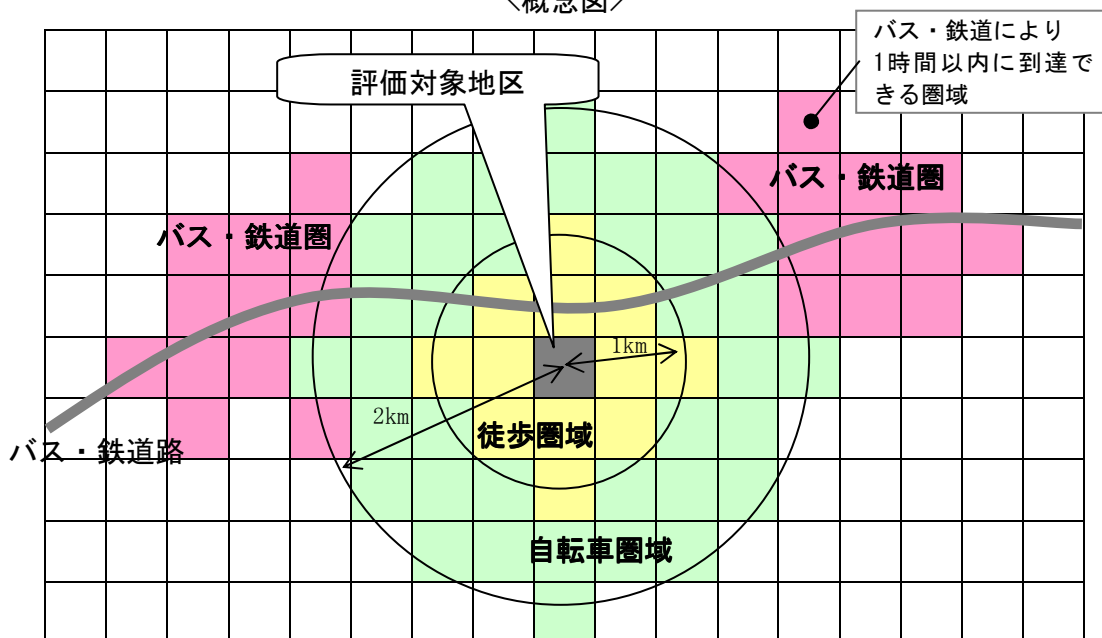 <概念図>
バス・鉄道により
1時間以内に到達で
きる圏域
評価対象地区
バス・鉄道圏
バス・鉄道圏
1km
2km
徒歩圏域
バス・鉄道路
自転車圏域